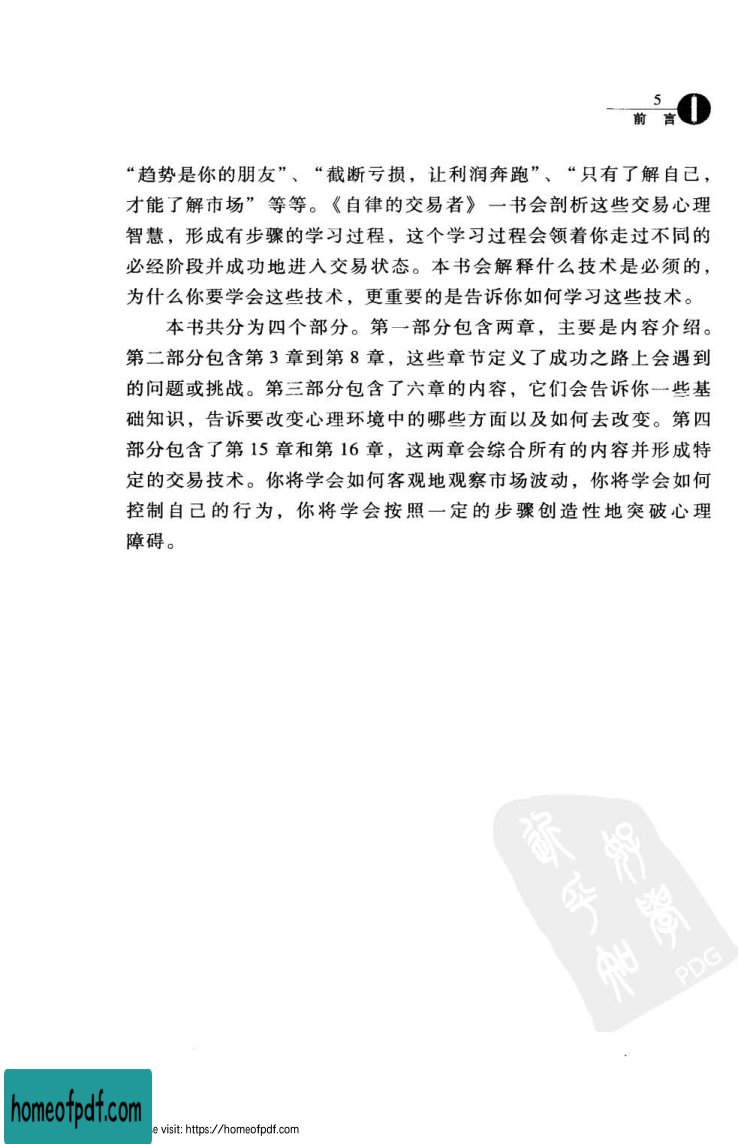 5
前 言
“趋势是你的朋友”、“截断亏损，让利润奔跑”、“只有了解自己，
才能了解市场” 等等。《自律的交易者》一书会剖析这些交易心理
智慧，形成有步骤的学习过程，这个学习过程会领着你走过不同的
必经阶段并成功地进入交易状态。本书会解释什么技术是必须的，
为什么你要学会这些技术，更重要的是告诉你如何学习这些技术。
本书共分为四个部分。第一部分包含两章，主要是内容介绍。
第二部分包含第 3 章到第 8 章，这些章节定义了成功之路上会遇到
的问题或挑战。第三部分包含了六章的内容，它们会告诉你一些基
础知识，告诉要改变心理环境中的哪些方面以及如何去改变。第四
部分包含了第 15 章和第 16 章，这两章会综合所有的内容并形成特
定的交易技术。你将学会如何客观地观察市场波动，你将学会如何
控制自己的行为，你将学会按照一定的步骤创造性地突破心理
障碍。
好學
PDG
homeofpdf.com
e visit: https://homeofpdf.com